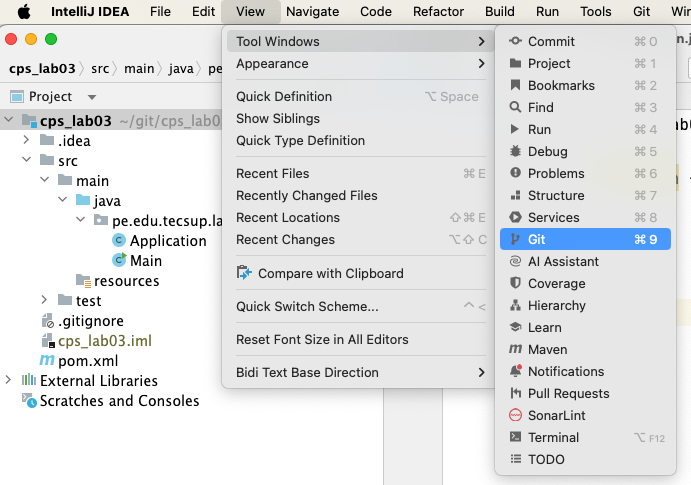 IntelliJ IDEA File Edit View Navigate Code Refactor Build Run Tools Git
cps_lab03 src main java
Project
cps_lab03 ~/git/cps_lab03
.idea
src
main
java
pe.edu.tecsup.la
Application
Main
resources
test
.gitignore
cps_lab03.iml
pom.xml
External Libraries
Scratches and Consoles
Tool Windows
Appearance
Quick Definition ⌥ Space
Show Siblings
Quick Type Definition
Recent Files ⌘ E
Recently Changed Files
Recent Locations ⇧⌘ E
Recent Changes ⌥⇧ C
Compare with Clipboard
Quick Switch Scheme... ^ <
Reset Font Size in All Editors
Bidi Text Base Direction
Commit ⌘ 0
Project ⌘ 1
Bookmarks ⌘ 2
Find ⌘ 3
Run ⌘ 4
Debug ⌘ 5
Problems ⌘ 6
Structure ⌘ 7
Services ⌘ 8
Git ⌘ 9
AI Assistant
Coverage
Hierarchy
Learn
Maven
Notifications
Pull Requests
SonarLint
Terminal ⌥ F12
TODO